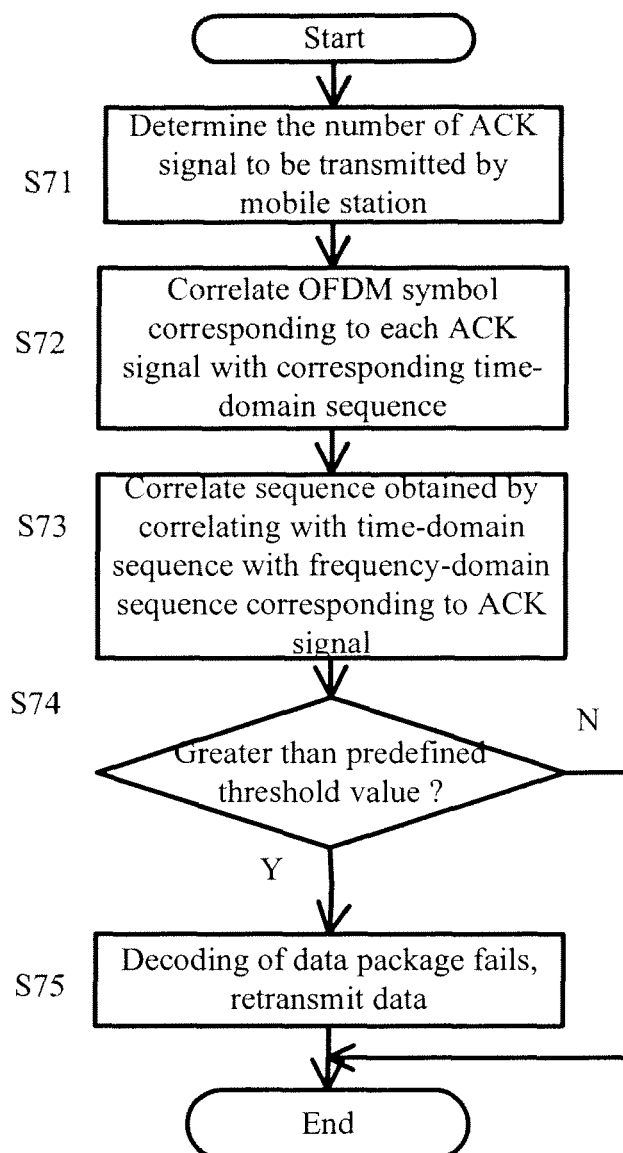 Start
Determine the number of ACK
signal to be transmitted by
mobile station
S71
Correlate OFDM symbol
corresponding to each ACK
signal with corresponding time-
domain sequence
S72
Correlate sequence obtained by
correlating with time-domain
sequence with frequency-domain
sequence corresponding to ACK
signal
S73
S74
Greater than predefined
threshold value ?
N
Y
Decoding of data package fails,
retransmit data
S75
End